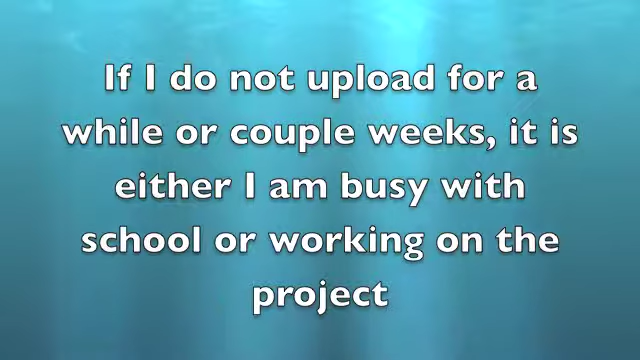 If I do not upload for a
while or couple weeks, it is
either I am busy with
school or working on the
project